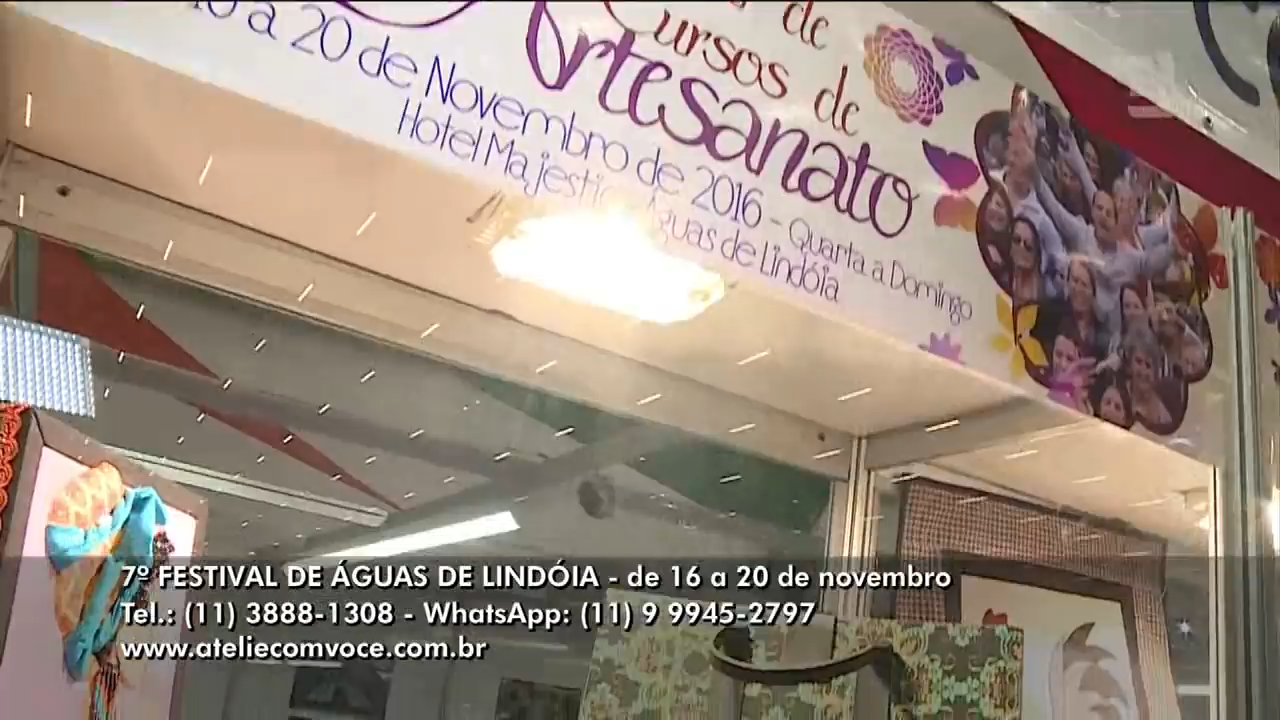 de
Cursos de
Artesanato
a 20 de Novembro de 2016 - Quarta a Domingo
Hotel Majestic Águas de Lindóia
7º FESTIVAL DE ÁGUAS DE LINDÓIA - de 16 a 20 de novembro
Tel.: (11) 3888-1308 - WhatsApp: (11) 9 9945-2797
www.ateliecomvoce.com.br